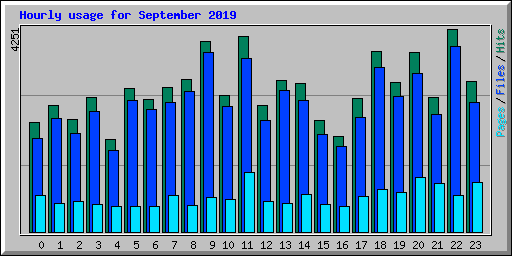 Hourly usage for September 2019
4251
Pages/Files/Hits
0 1 2 3 4 5 6 7 8 9 10 11 12 13 14 15 16 17 18 19 20 21 22 23